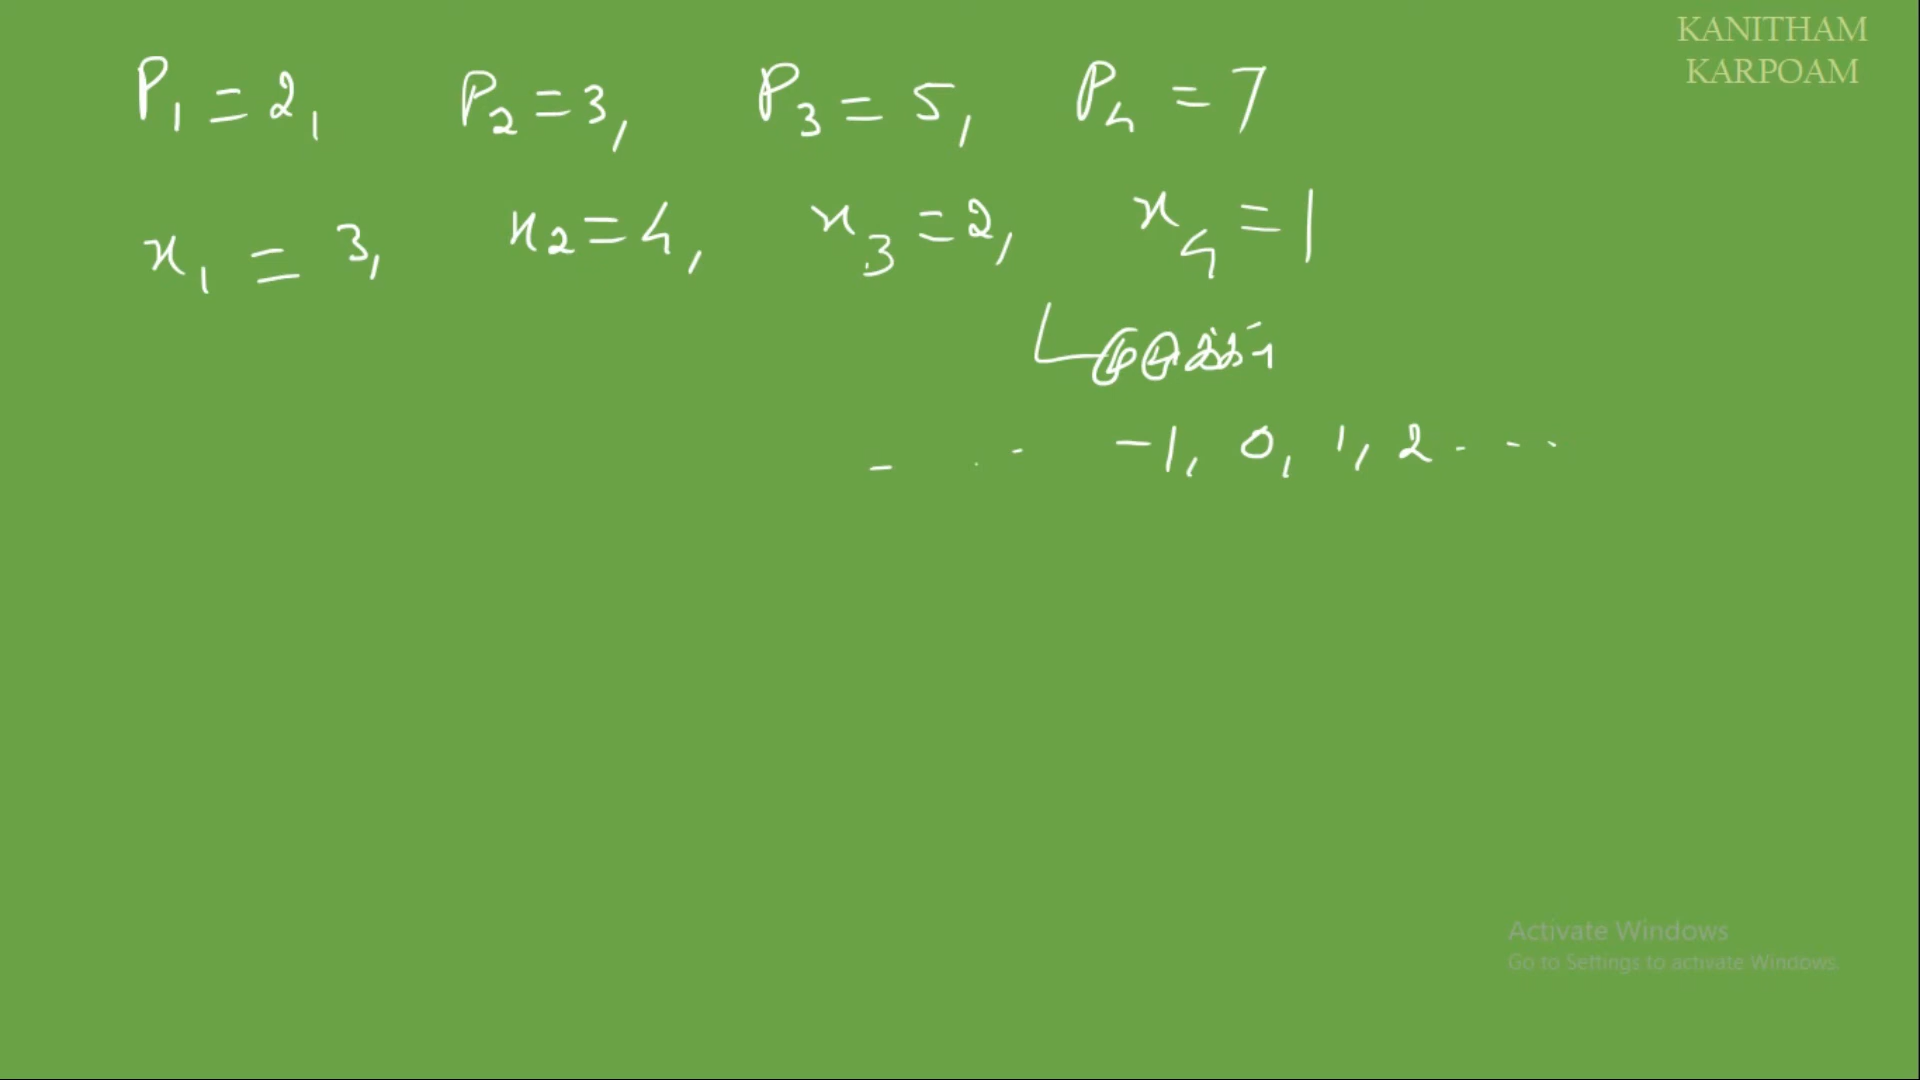 KANITHAM
KARPOAM
P₁ = 2, P₂ = 3, P₃ = 5, P₄ = 7
x₁ = 3, x₂ = 4, x₃ = 2, x₄ = 1
- . . -1, 0, 1, 2 - - -
Activate Windows
Go to Settings to activate Windows.